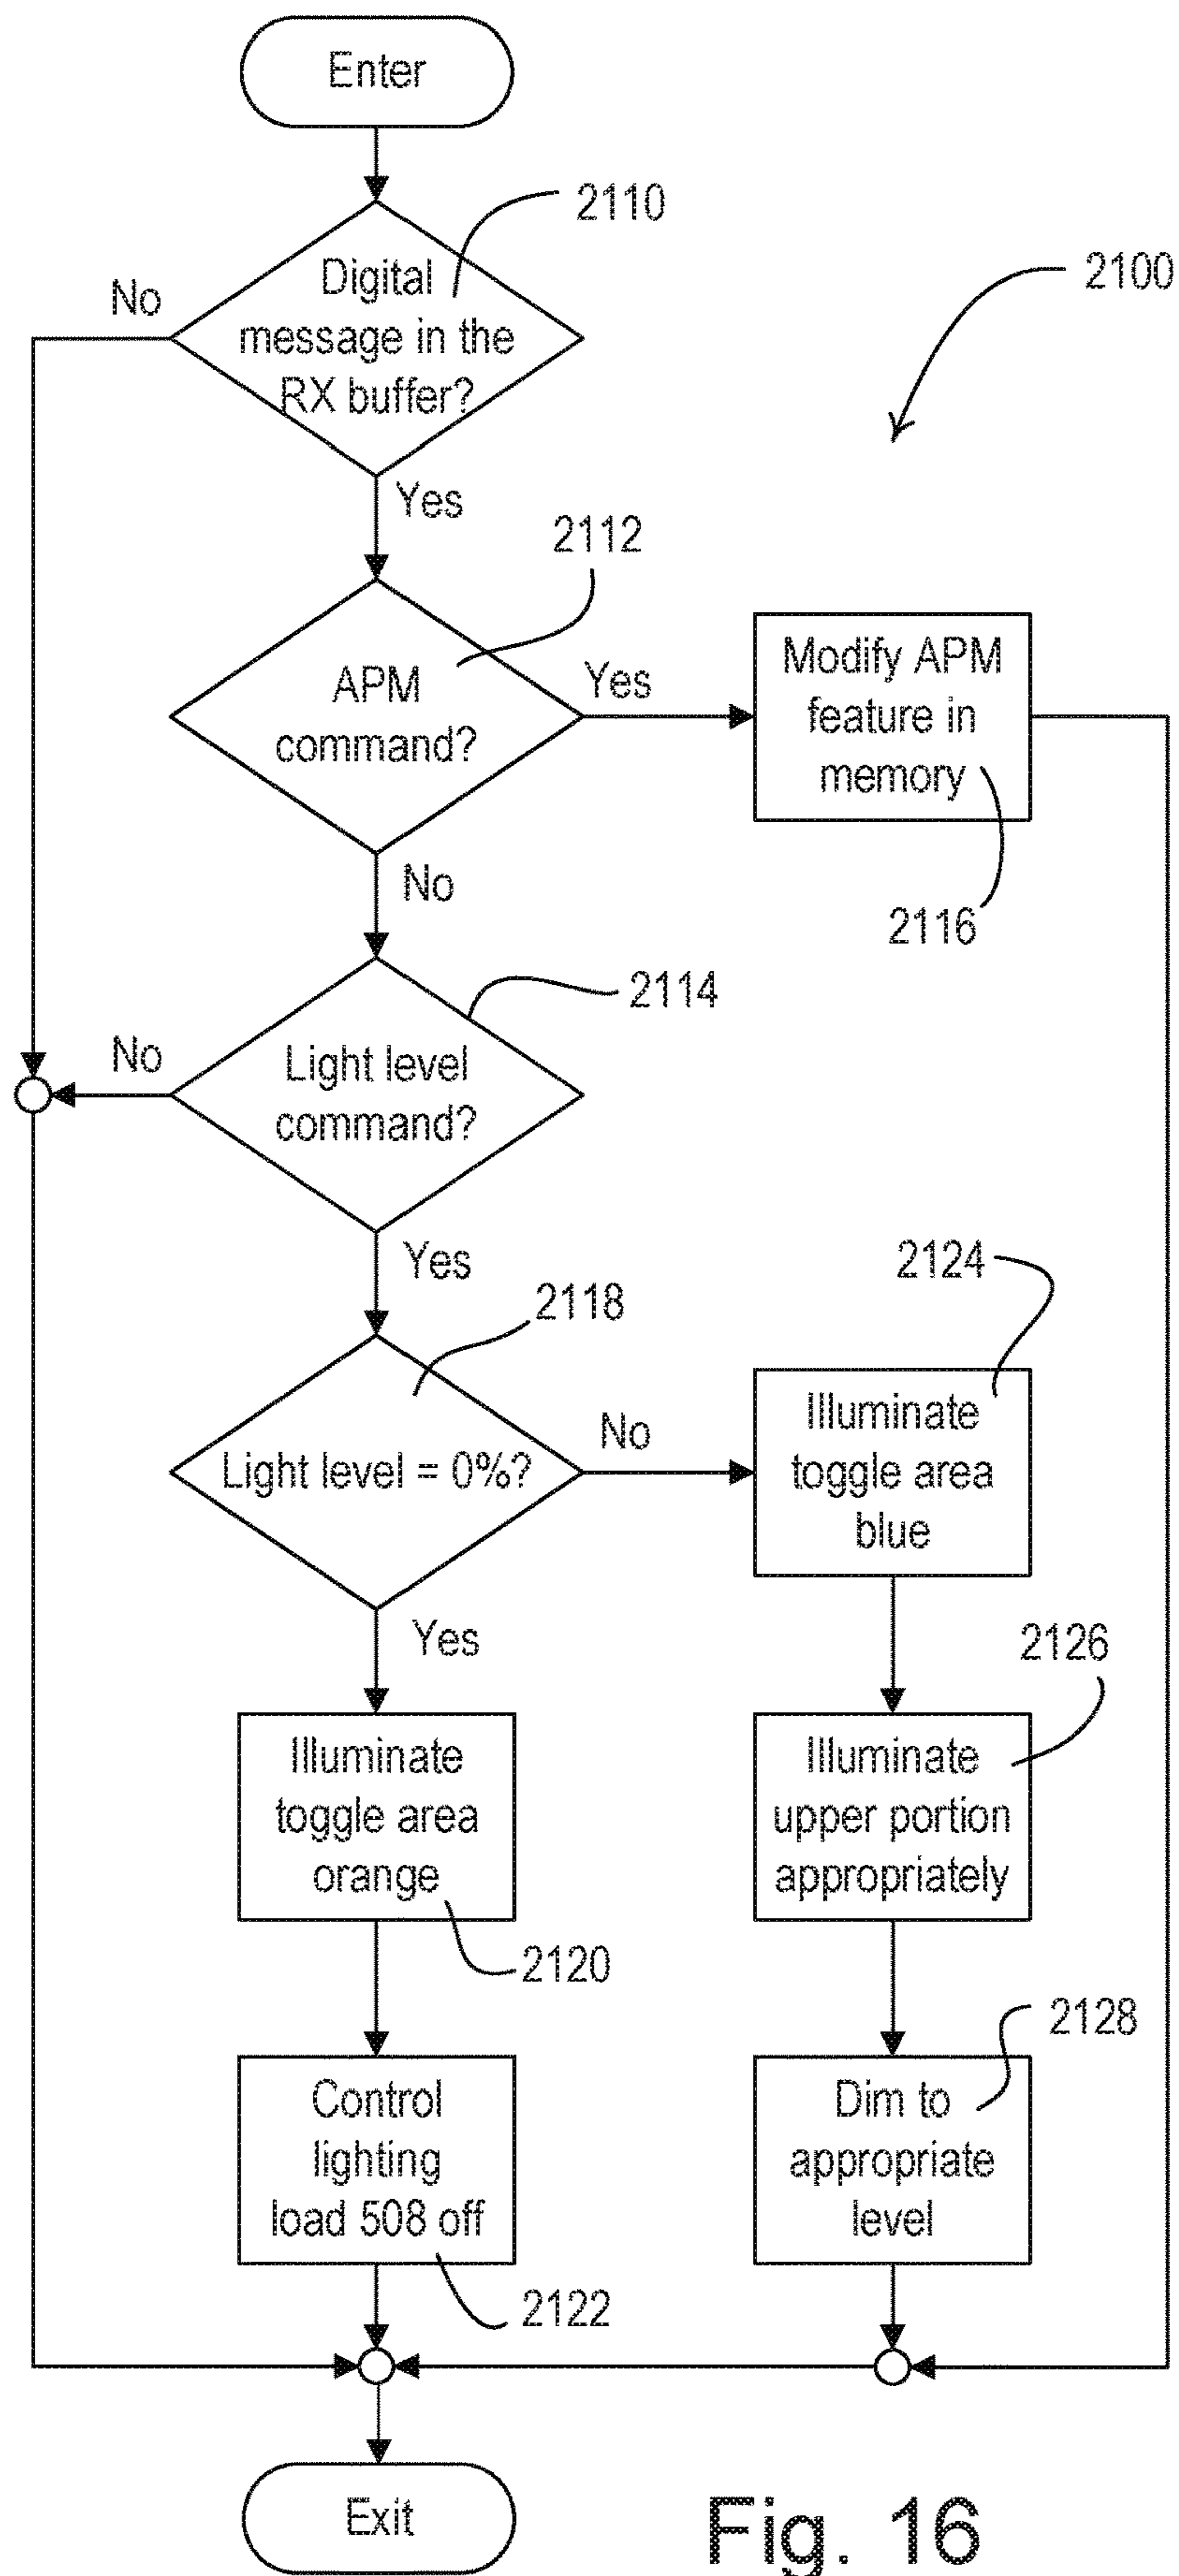 Enter
2110
2100
No
Digital
message in the
RX buffer?
Yes
2112
APM
command?
Yes
Modify APM
feature in
memory
2116
No
2114
No
Light level
command?
Yes
2124
2118
Light level = 0%?
No
Illuminate
toggle area
blue
Yes
2126
Illuminate
toggle area
orange
Illuminate
upper portion
appropriately
2120
2128
Control
lighting
load 508 off
Dim to
appropriate
level
2122
Exit
Fig. 16